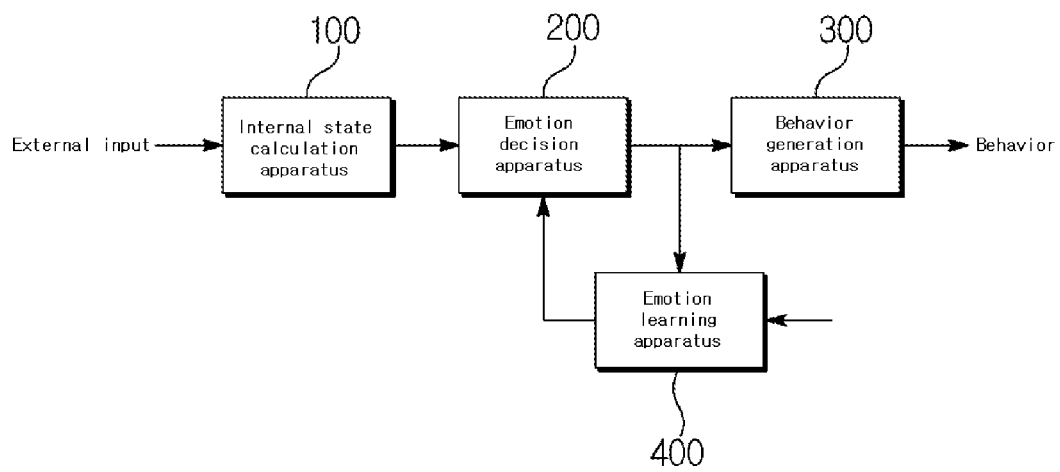 100
200
300
External input
Internal state
calculation
apparatus
Emotion
decision
apparatus
Behavior
generation
apparatus
Behavior
Emotion
learning
apparatus
400